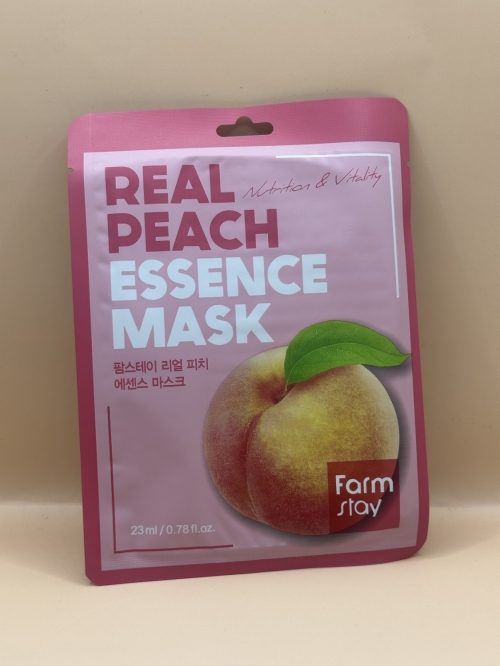 REAL
Nutrition & Vitality
PEACH
ESSENCE
MASK
팜스테이 리얼 피치
에센스 마스크
Farm
stay
23ml / 0.78 fl.oz.